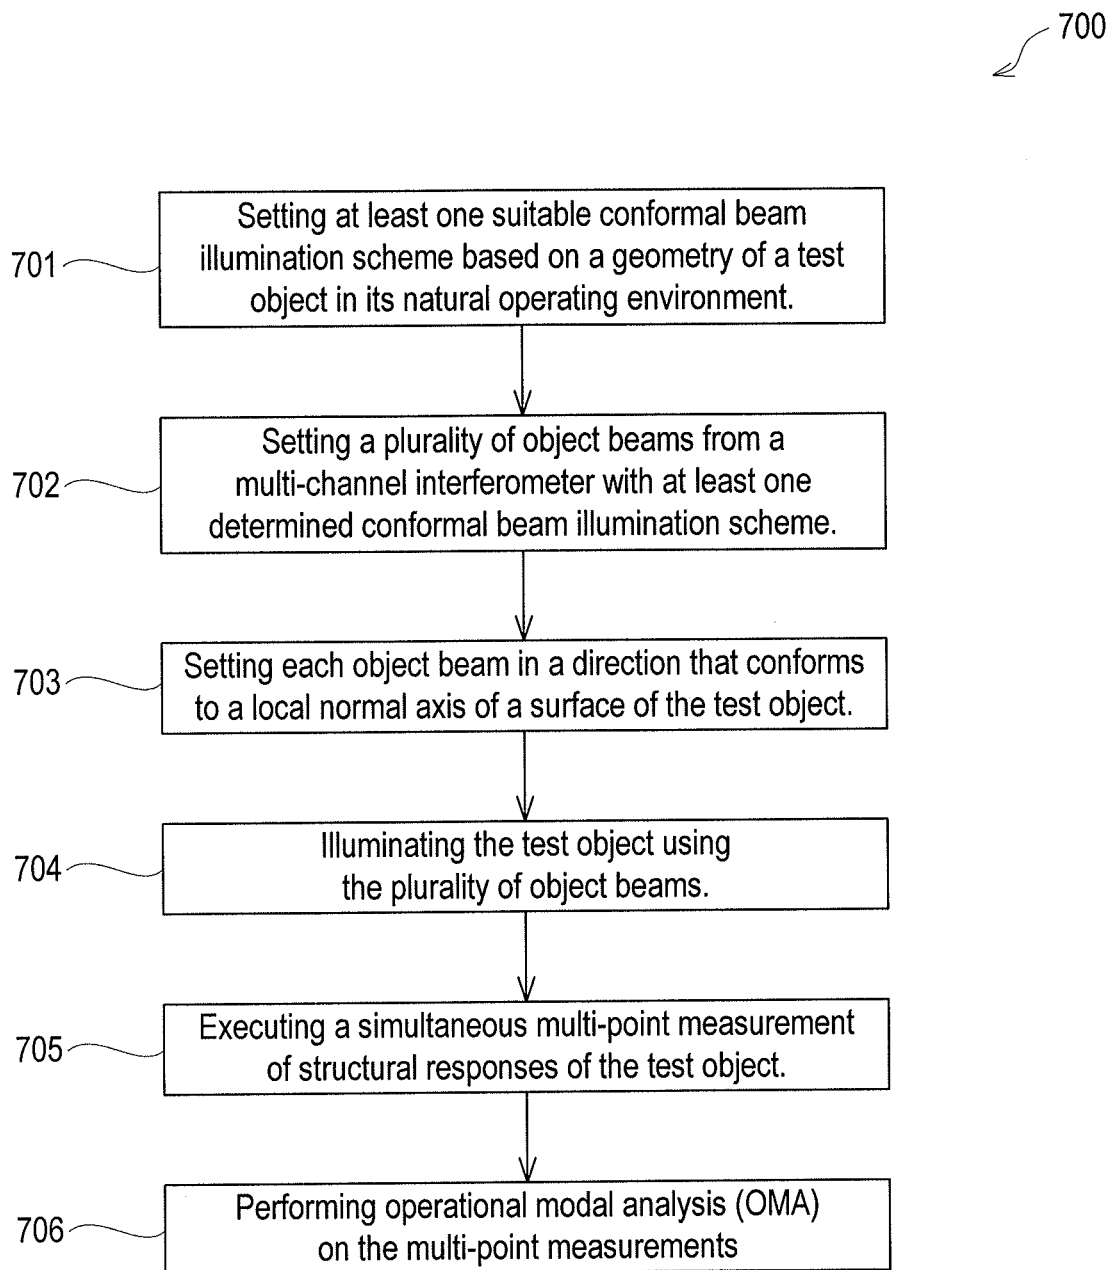 700
701
Setting at least one suitable conformal beam
illumination scheme based on a geometry of a test
object in its natural operating environment.
702
Setting a plurality of object beams from a
multi-channel interferometer with at least one
determined conformal beam illumination scheme.
703
Setting each object beam in a direction that conforms
to a local normal axis of a surface of the test object.
704
Illuminating the test object using
the plurality of object beams.
705
Executing a simultaneous multi-point measurement
of structural responses of the test object.
706
Performing operational modal analysis (OMA)
on the multi-point measurements